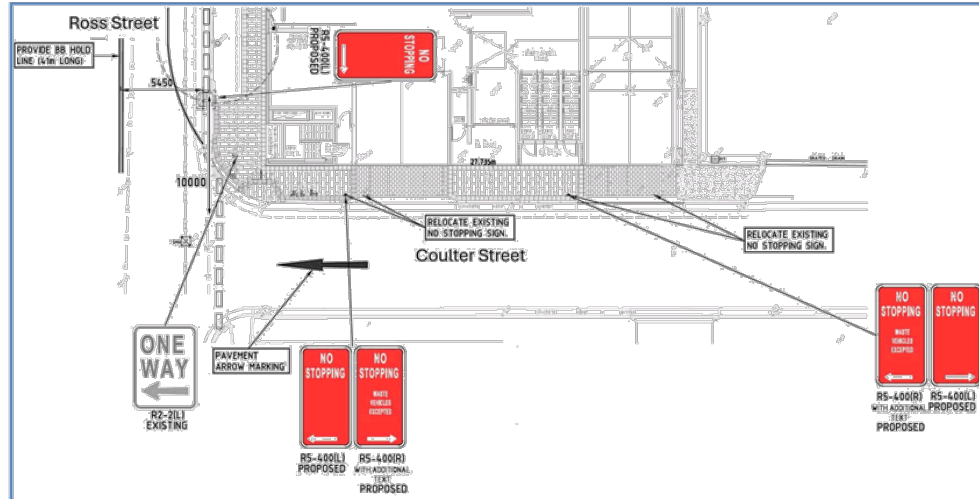 Ross Street
PROVIDE BB HOLD
LINE (41m LONG)
5450
R5-400(L)
PROPOSED
NO
STOPPING
10000
27.735m
RELOCATE EXISTING
NO STOPPING SIGN.
RELOCATE EXISTING
NO STOPPING SIGN.
Coulter Street
ONE
WAY
R2-2(L)
EXISTING
PAVEMENT
ARROW MARKING
NO
STOPPING
R5-400(L)
PROPOSED
NO
STOPPING
WASTE
VEHICLES
EXCEPTED
R5-400(R)
WITH ADDITIONAL
TEXT
PROPOSED
NO
STOPPING
WASTE
VEHICLES
EXCEPTED
R5-400(R)
WITH ADDITIONAL
TEXT
PROPOSED
NO
STOPPING
R5-400(L)
PROPOSED